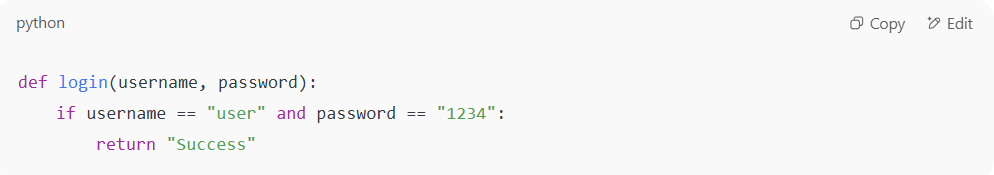 python Copy Edit
def login(username, password):
    if username == "user" and password == "1234":
        return "Success"